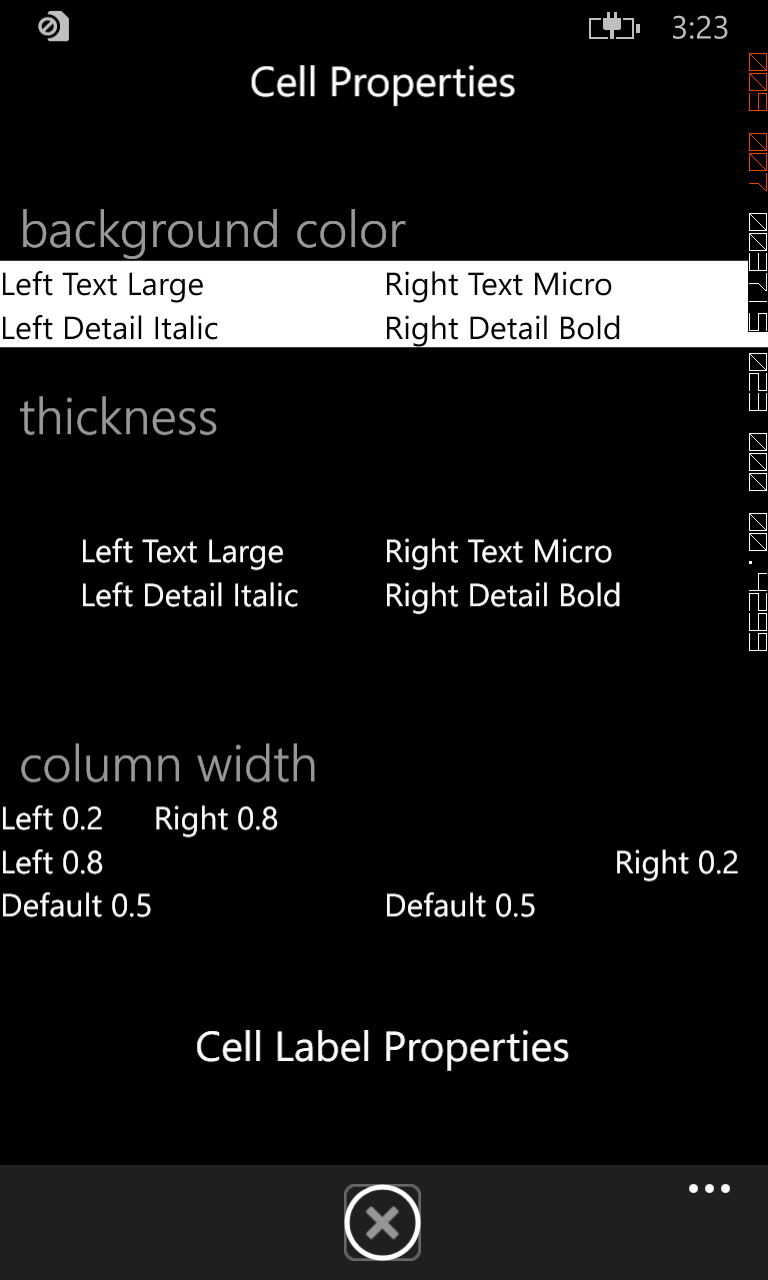 3:23
Cell Properties
background color
Left Text Large Right Text Micro
Left Detail Italic Right Detail Bold
thickness
Left Text Large Right Text Micro
Left Detail Italic Right Detail Bold
column width
Left 0.2 Right 0.8
Left 0.8 Right 0.2
Default 0.5 Default 0.5
Cell Label Properties